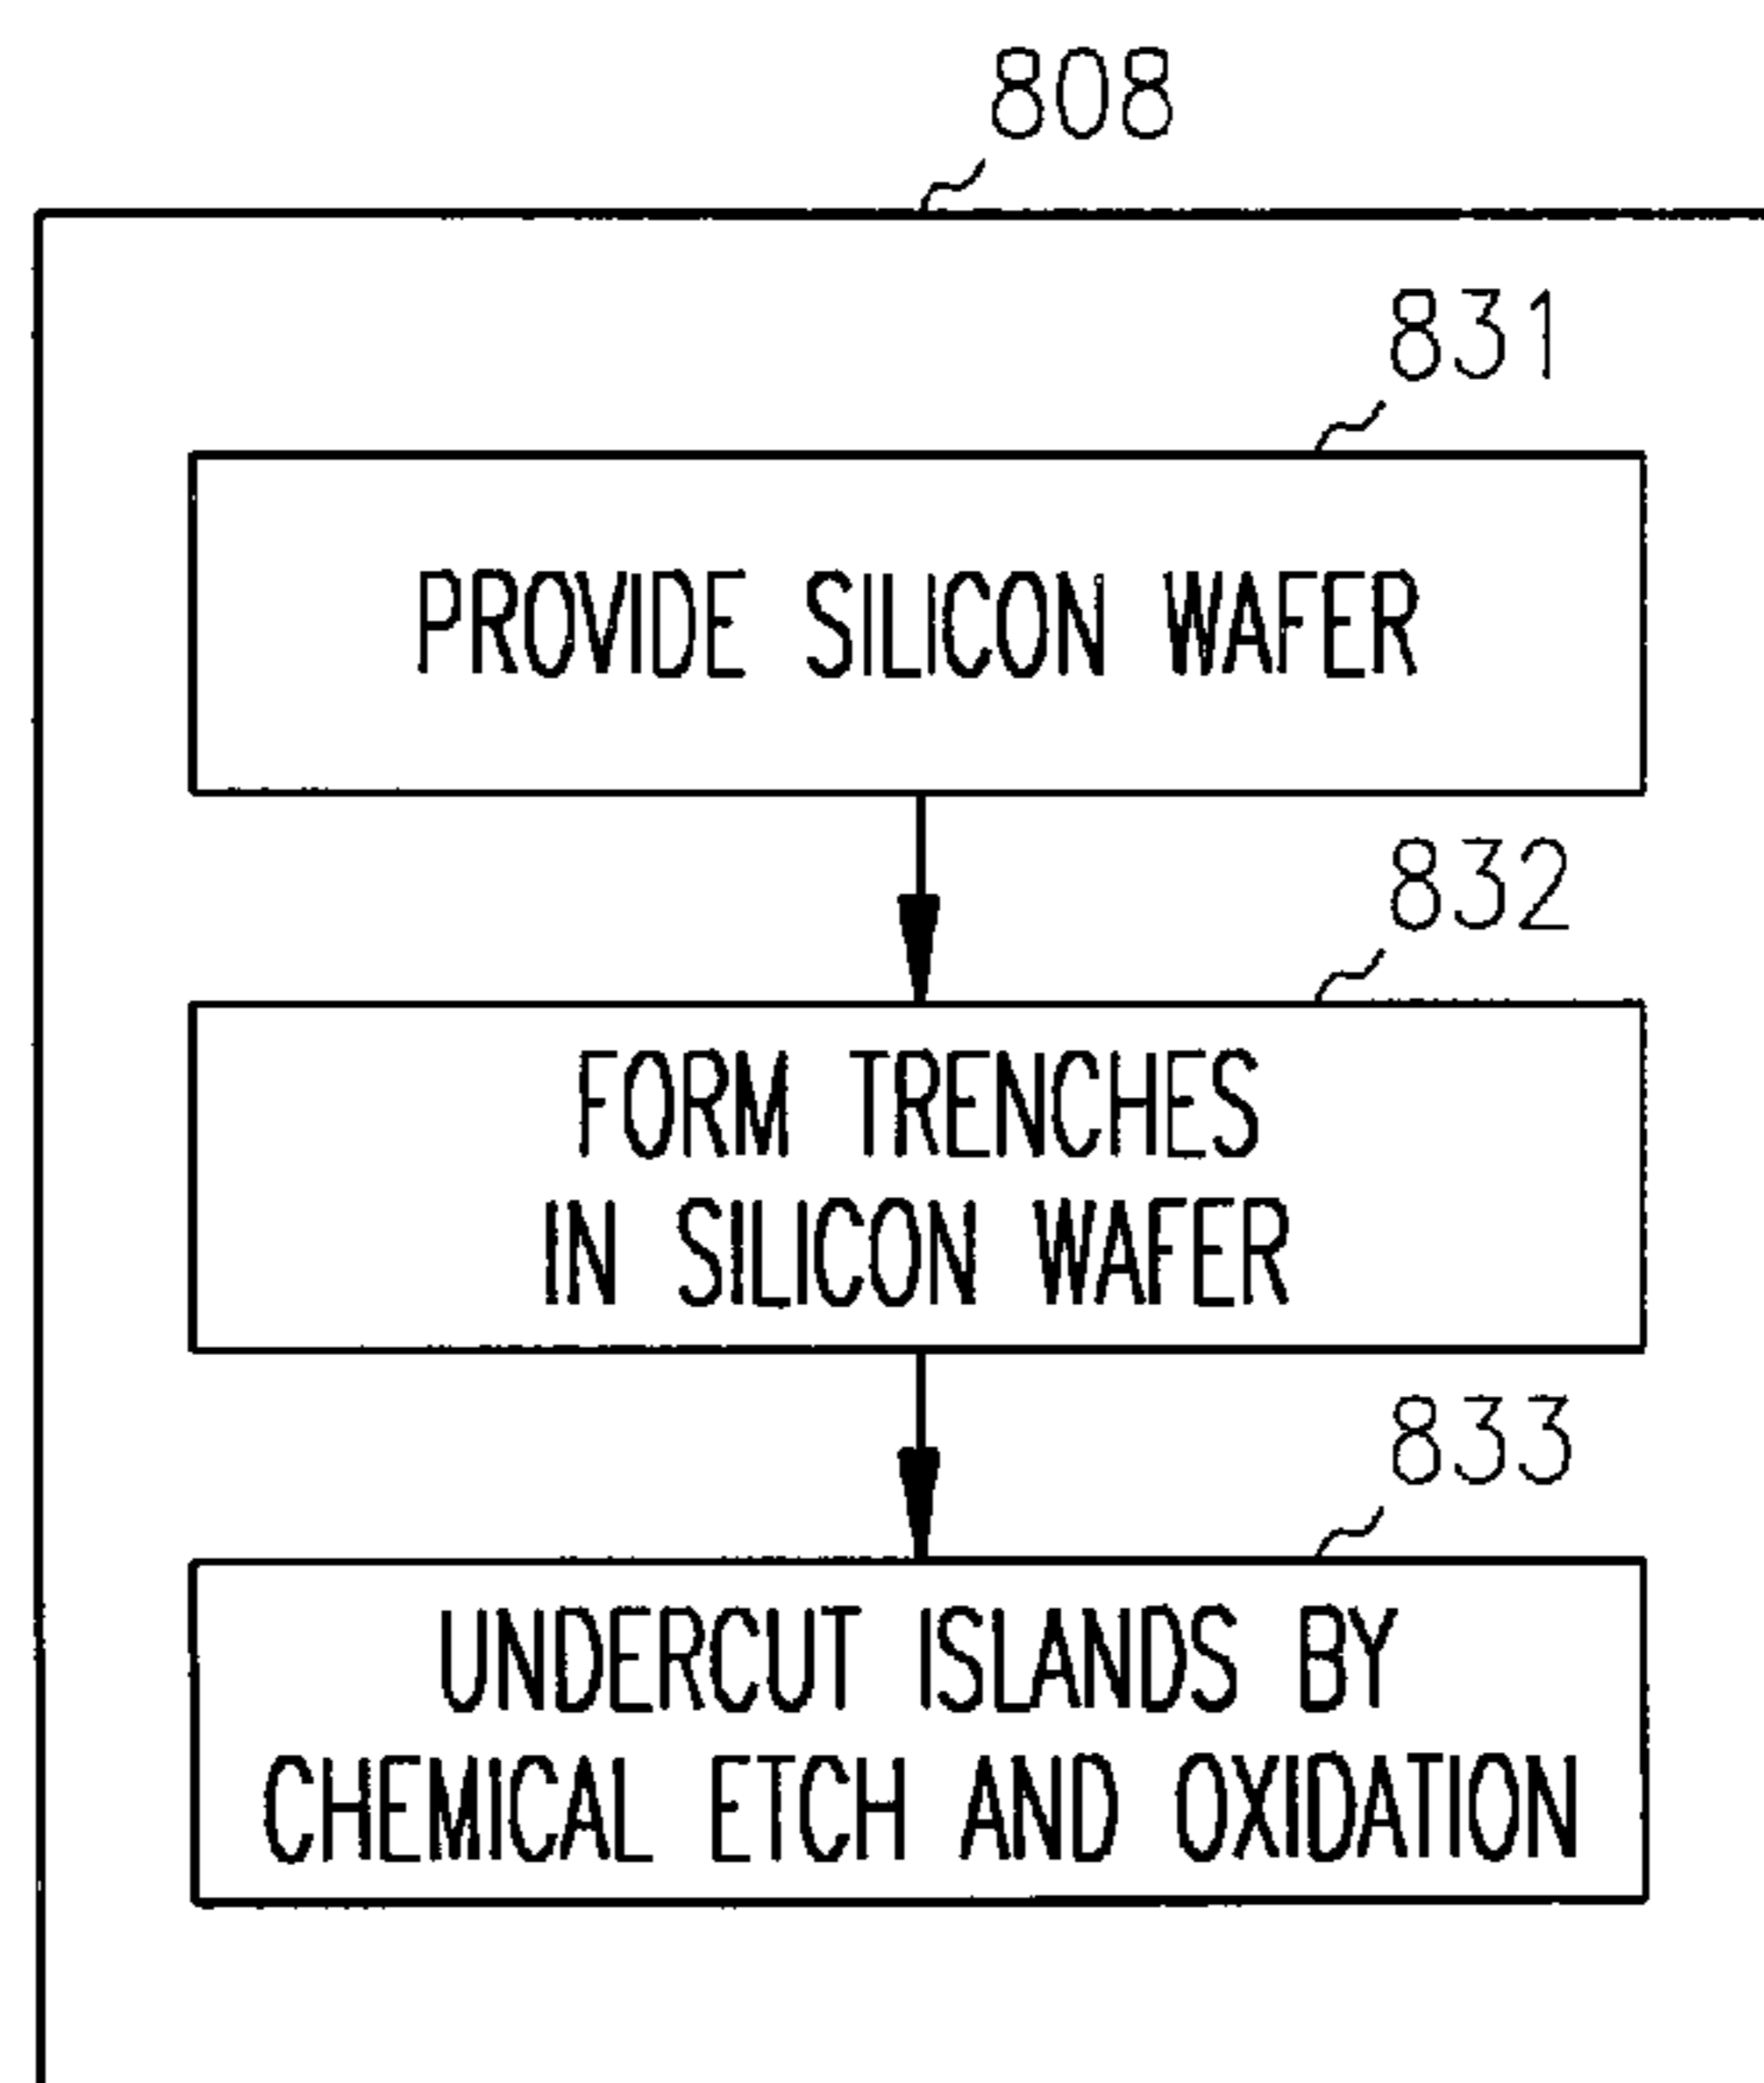 808
831
PROVIDE SILICON WAFER
832
FORM TRENCHES
IN SILICON WAFER
833
UNDERCUT ISLANDS BY
CHEMICAL ETCH AND OXIDATION